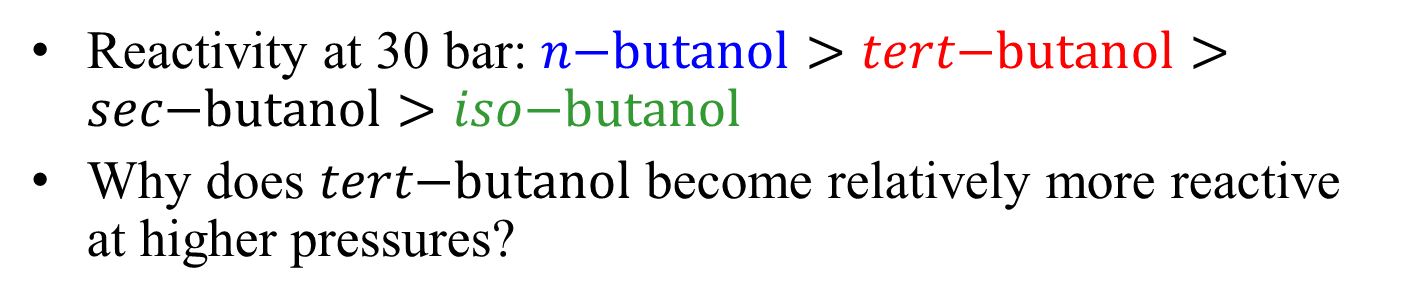 • Reactivity at 30 bar: n−butanol > tert−butanol >
sec−butanol > iso−butanol
• Why does tert−butanol become relatively more reactive
at higher pressures?